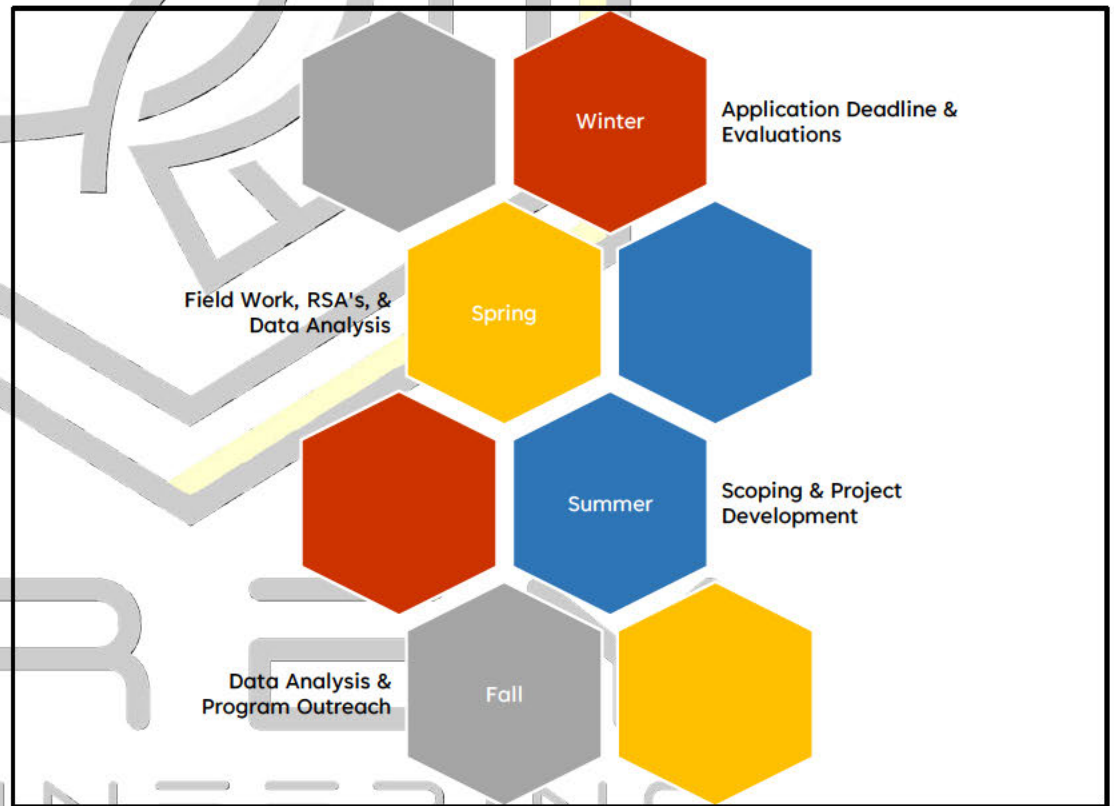 Winter
Application Deadline &
Evaluations
Field Work, RSA's, &
Data Analysis
Spring
Summer
Scoping & Project
Development
Data Analysis &
Program Outreach
Fall